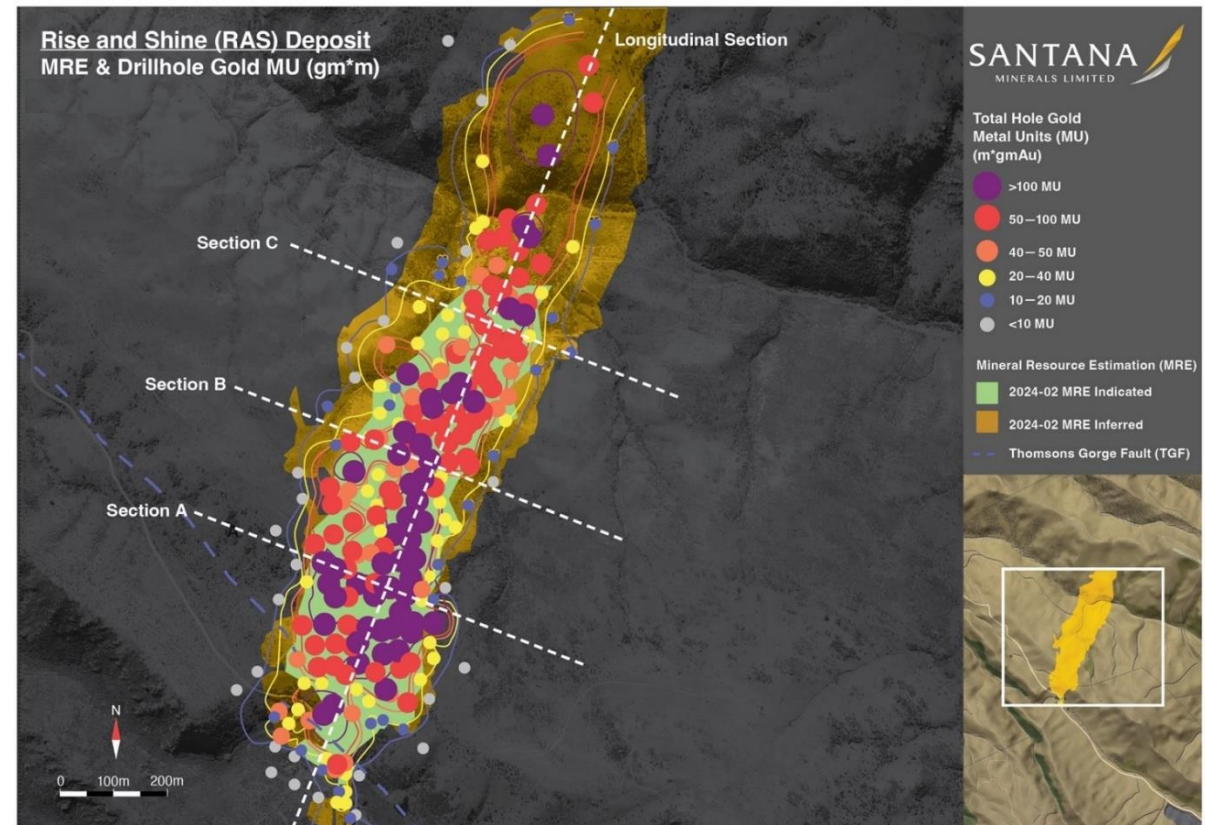 Rise and Shine (RAS) Deposit
MRE & Drillhole Gold MU (gm*m)
Longitudinal Section
Section C
Section B
Section A
N
0 100m 200m
SANTANA
MINERALS LIMITED
Total Hole Gold
Metal Units (MU)
(m*gmAu)
>100 MU
50—100 MU
40—50 MU
20—40 MU
10—20 MU
<10 MU
Mineral Resource Estimation (MRE)
2024-02 MRE Indicated
2024-02 MRE Inferred
Thomsons Gorge Fault (TGF)